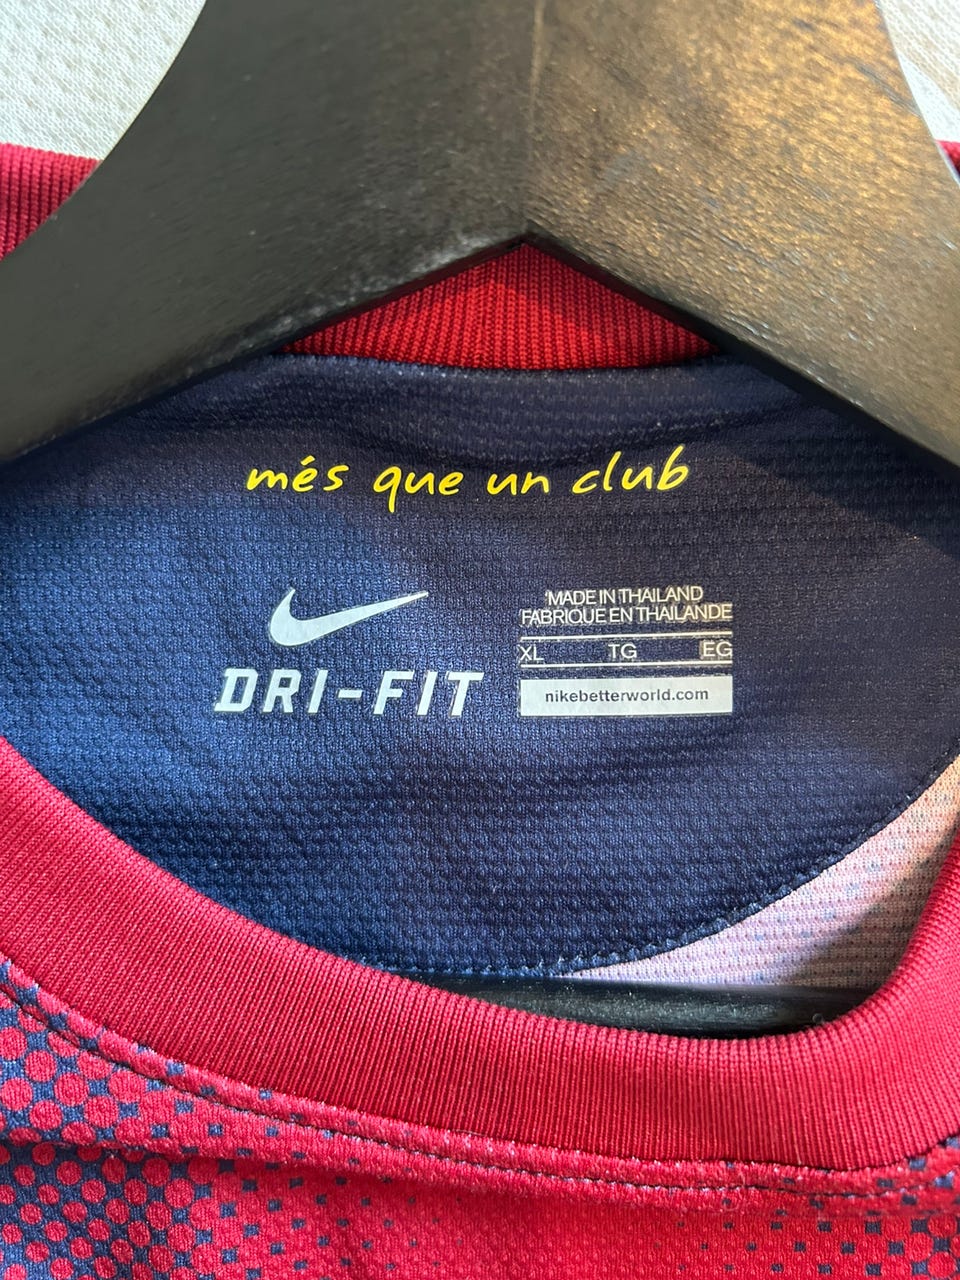 més que un club
DRI-FIT
MADE IN THAILAND
FABRIQUE EN THAILANDE
XL TG EG
nikebetterworld.com